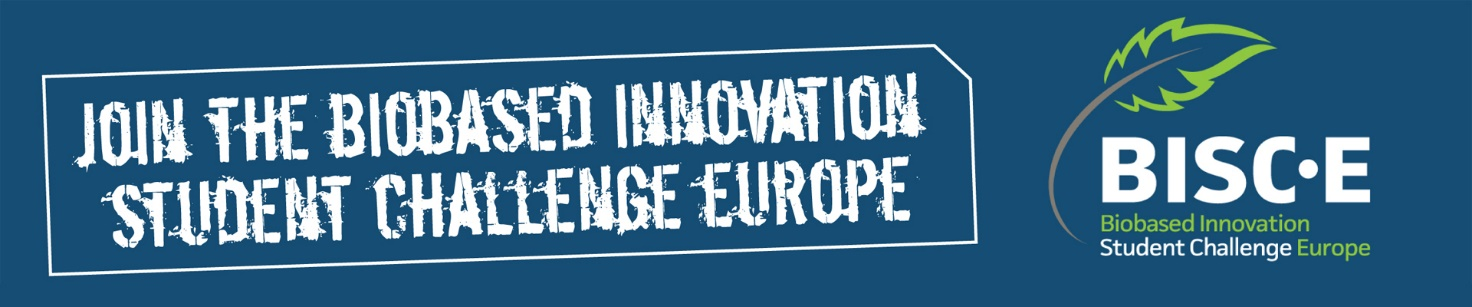 JOIN THE BIOBASED INNOVATION
STUDENT CHALLENGE EUROPE
BISC·E
Biobased Innovation
Student Challenge Europe